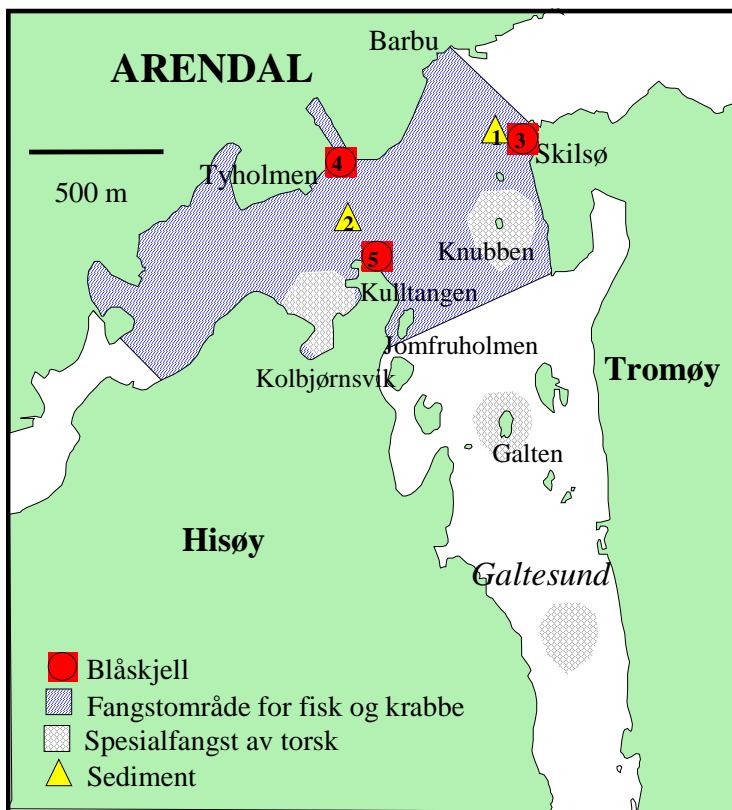 Barbu
ARENDAL
1
3
Skilsø
4
Tyholmen
500 m
2
Knubben
5
Kulltangen
Jomfruholmen
Kolbjørnsvik
Tromøy
Galten
Hisøy
Galtesund
Blåskjell
Fangstområde for fisk og krabbe
Spesialfangst av torsk
Sediment